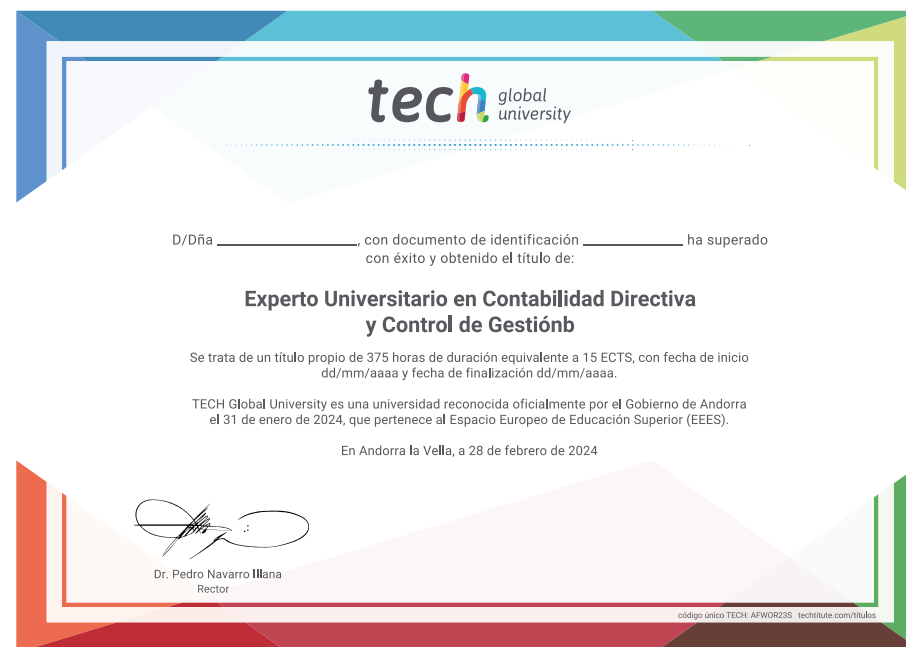 tech global university
D/Dña ____________________, con documento de identificación ______________ ha superado
con éxito y obtenido el título de:
Experto Universitario en Contabilidad Directiva
y Control de Gestiónb
Se trata de un título propio de 375 horas de duración equivalente a 15 ECTS, con fecha de inicio
dd/mm/aaaa y fecha de finalización dd/mm/aaaa.
TECH Global University es una universidad reconocida oficialmente por el Gobierno de Andorra
el 31 de enero de 2024, que pertenece al Espacio Europeo de Educación Superior (EEES).
En Andorra la Vella, a 28 de febrero de 2024
Dr. Pedro Navarro Illana
Rector
código único TECH: AFWOR23S techtitute.com/titulos